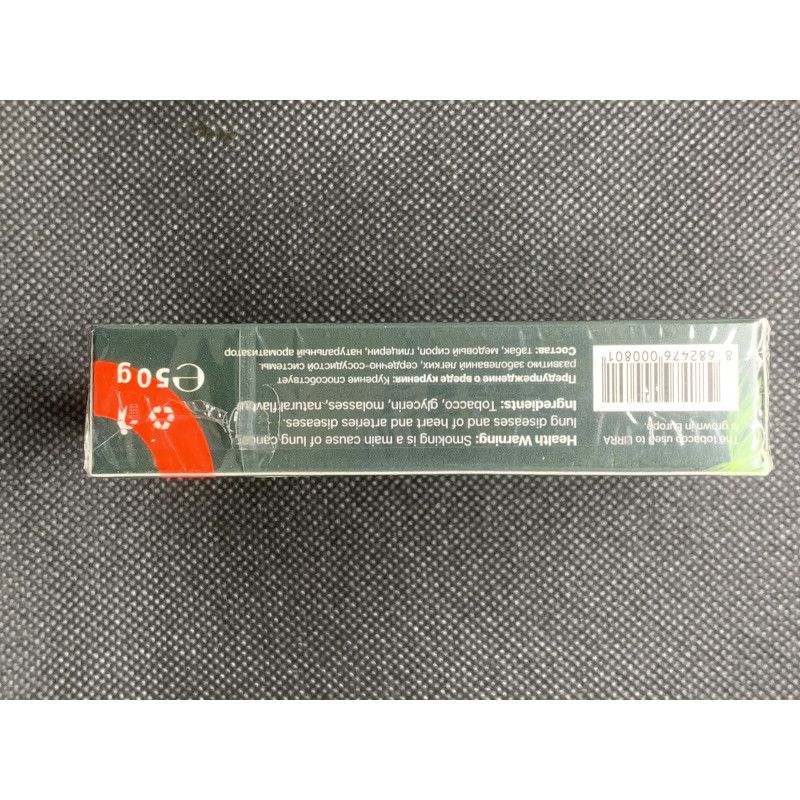 The tobacco used to LIRRA
is grown in Europe.
8 682476 000801
Health Warning: Smoking is a main cause of lung cancer,
lung diseases and of heart and arteries diseases.
Ingredients: Tobacco, glycerin, molasses, natural flavour
Предупреждение о вреде курения: Курение способствует
развитию заболеваний легких, сердечно-сосудистой системы.
Состав: табак, медовый сироп, глицерин, натуральный ароматизатор
℮50g